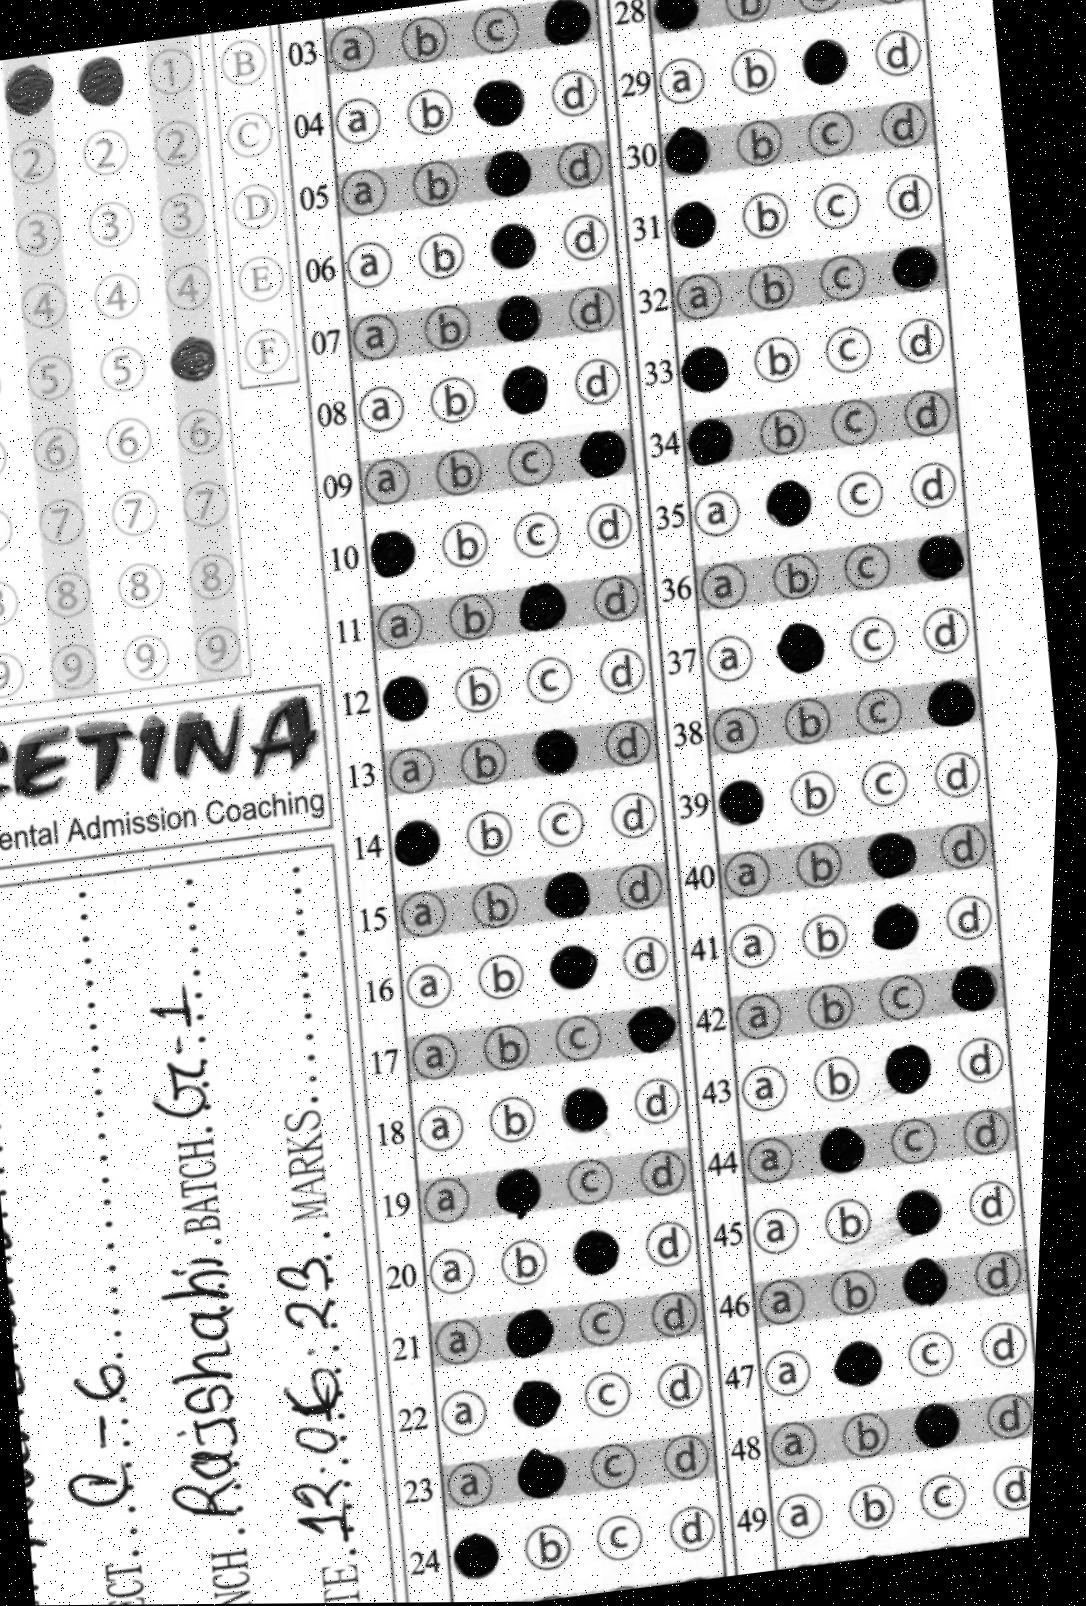 1 B
2 2 2 C
3 3 3 D
4 4 4 E
5 5 F
6 6 6
7 7 7
8 8 8
9 9 9
RETINA
ental Admission Coaching
Q-6
NCH. Rajshahi. BATCH. Gr-1
TE. 12.06.23. MARKS
03 a b c
04 a b d
05 a b d
06 a b d
07 a b d
08 a b d
09 a b c
10 b c d
11 a b d
12 b c d
13 a b d
14 b c d
15 a b d
16 a b d
17 a b c
18 a b d
19 a c d
20 a b d
21 a c d
22 a c d
23 a c d
24 b c d
28 b
29 a b d
30 b c d
31 b c d
32 a b c
33 b c d
34 b c d
35 a c d
36 a b c
37 a c d
38 a b c
39 b c d
40 a b d
41 a b d
42 a b c
43 a b d
44 a c d
45 a b d
46 a b d
47 a c d
48 a b d
49 a b c d